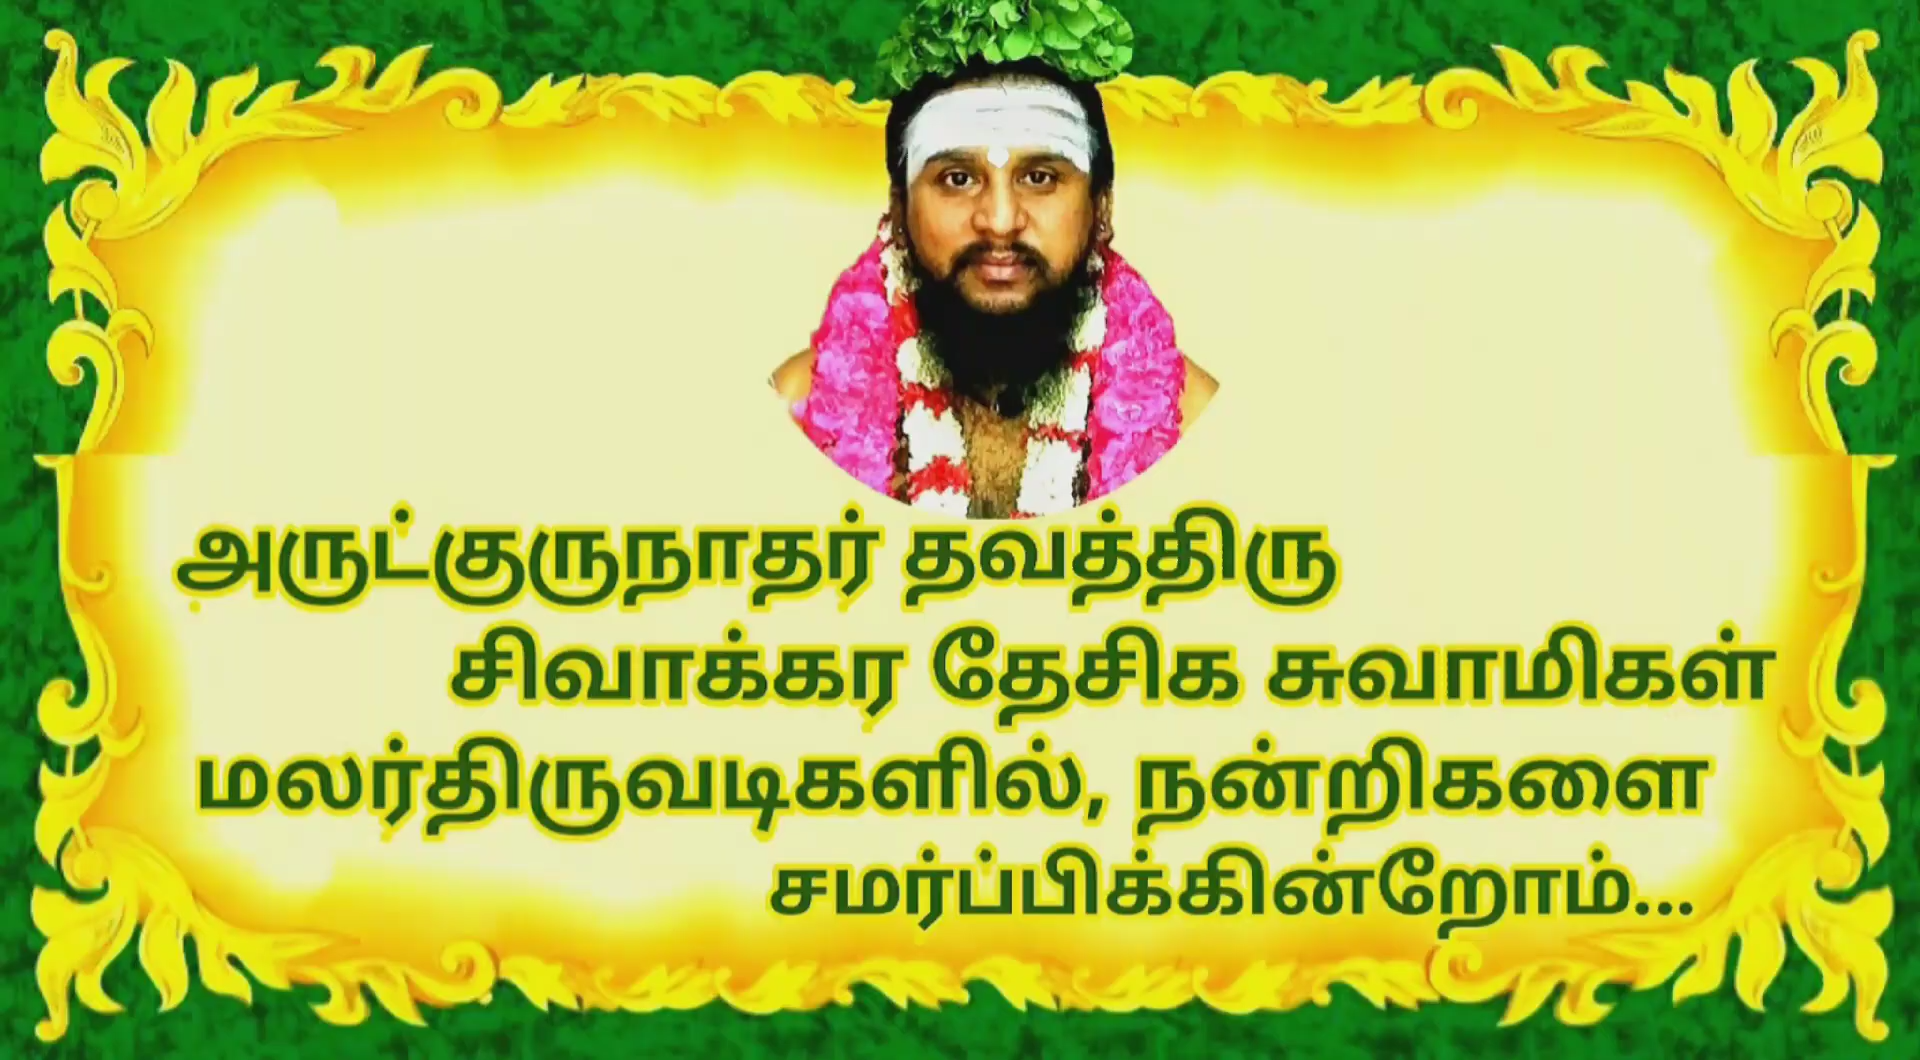 அருட்குருநாதர் தவத்திரு
சிவாக்கர தேசிக சுவாமிகள்
மலர்திருவடிகளில், நன்றிகளை
சமர்ப்பிக்கின்றோம்...